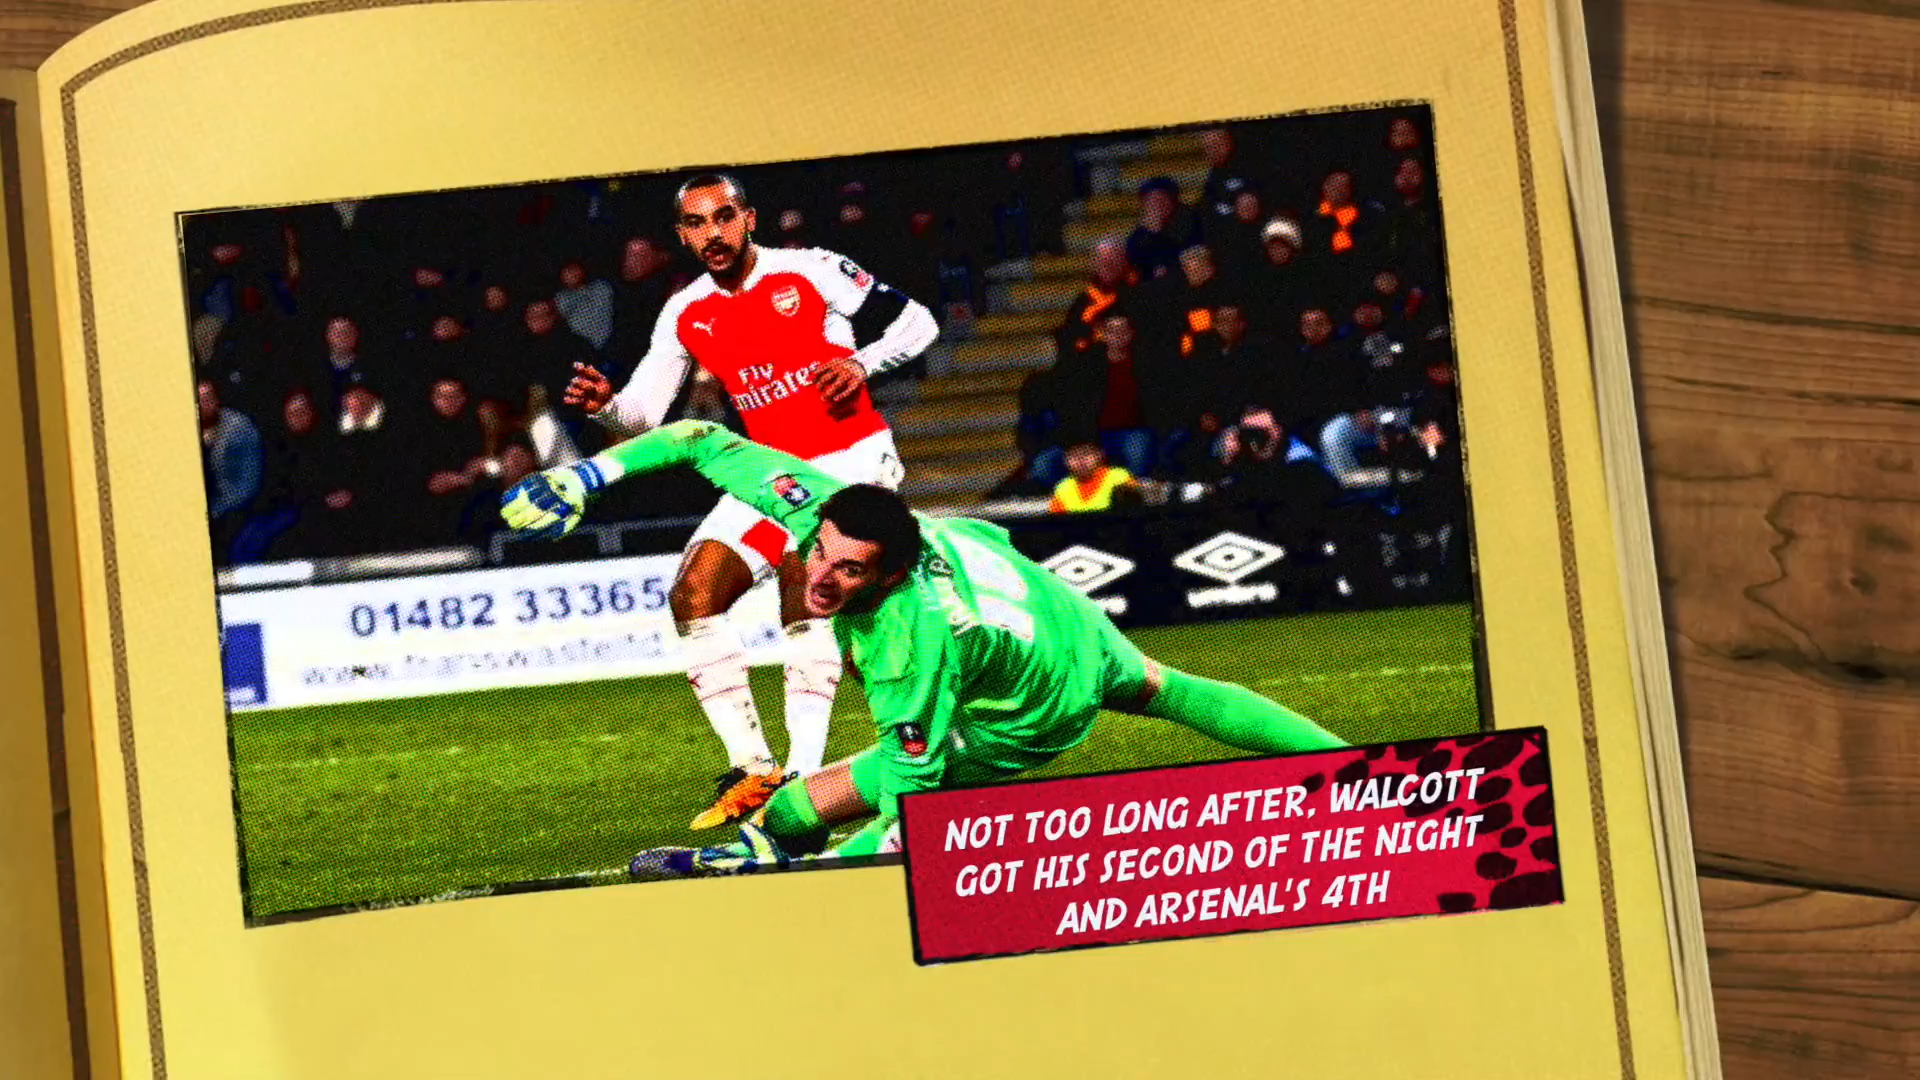 Fly
Emirates
01482 33365
NOT TOO LONG AFTER, WALCOTT
GOT HIS SECOND OF THE NIGHT
AND ARSENAL'S 4TH